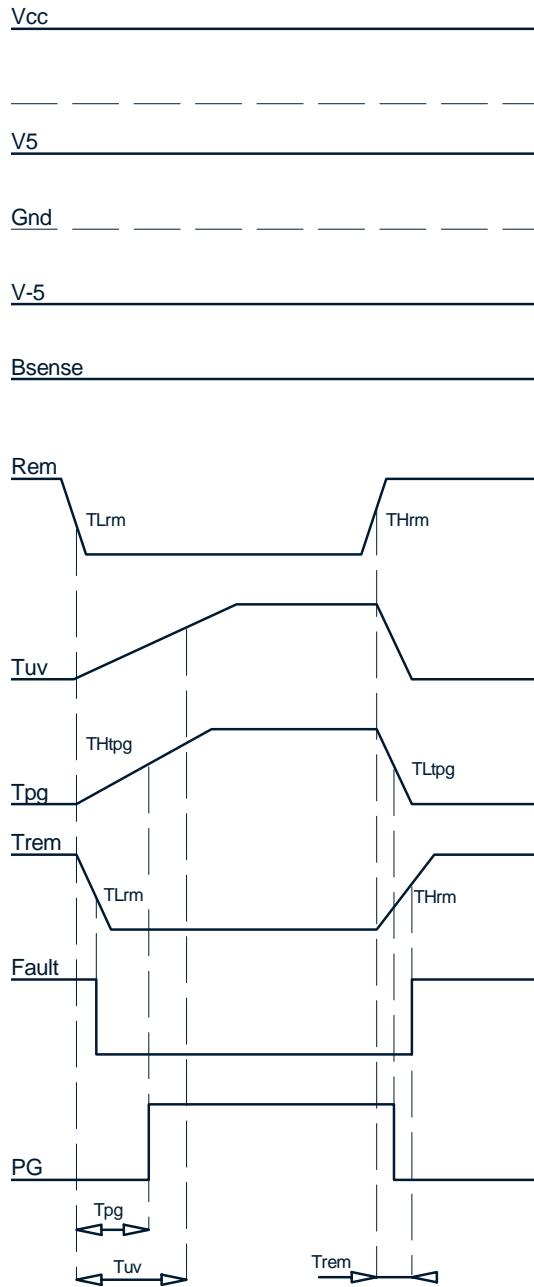 Vcc
V5
Gnd
V-5
Bsense
Rem
TLrm THrm
Tuv
THtpg TLtpg
Tpg
Trem
TLrm THrm
Fault
PG
Tpg
Tuv Trem